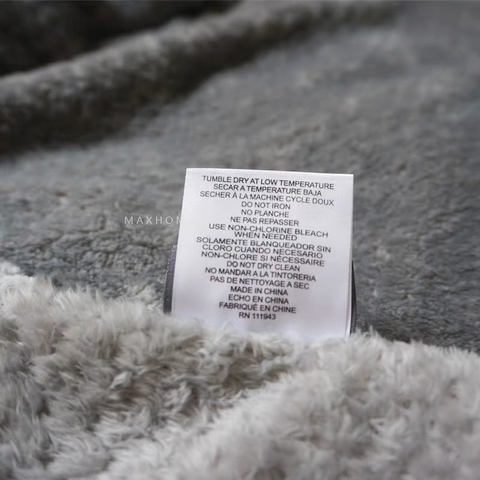 TUMBLE DRY AT LOW TEMPERATURE
SECAR A TEMPERATURE BAJA
SECHER À LA MACHINE CYCLE DOUX
DO NOT IRON
NO PLANCHE
NE PAS REPASSER
USE NON-CHLORINE BLEACH
WHEN NEEDED
SOLAMENTE BLANQUEADOR SIN
CLORO CUANDO NECESARIO
NON-CHLORE SI NÉCESSAIRE
DO NOT DRY CLEAN
NO MANDAR A LA TINTORERIA
PAS DE NETTOYAGE A SEC
MADE IN CHINA
ECHO EN CHINA
FABRIQUÉ EN CHINE
RN 111943
MAXHOM